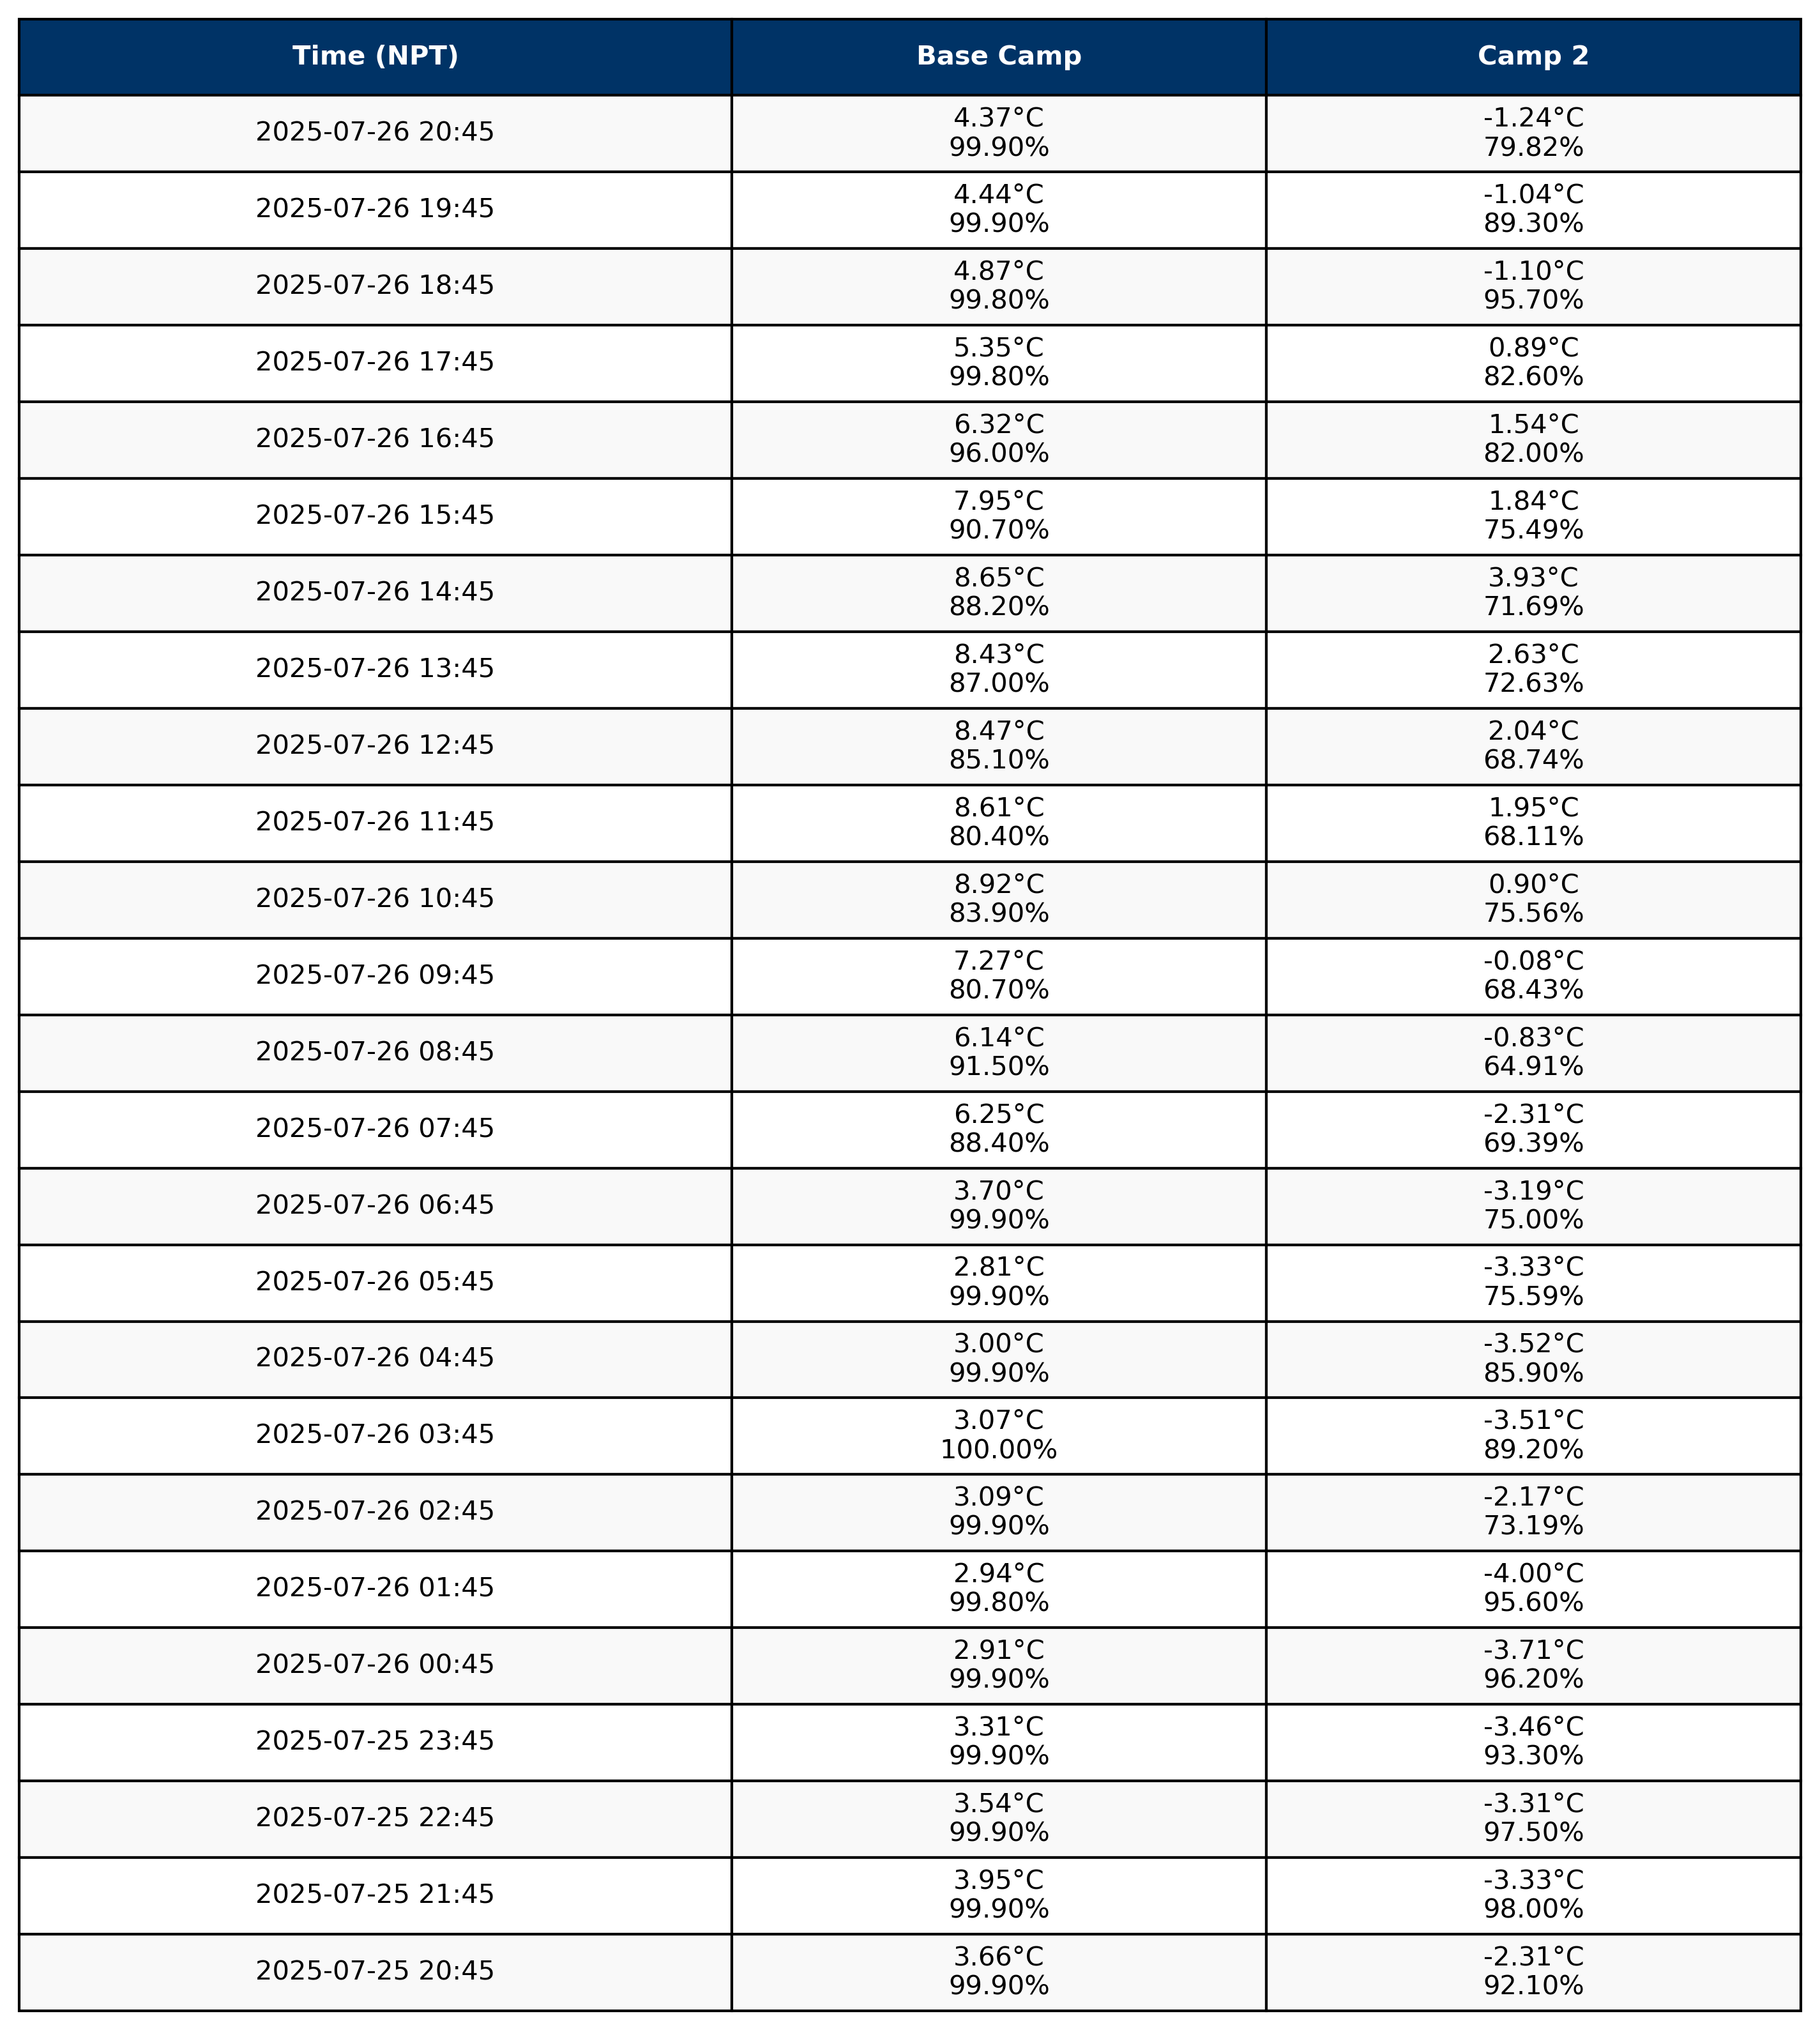 Time (NPT) Base Camp Camp 2
2025-07-26 20:45 4.37°C -1.24°C
99.90% 79.82%
2025-07-26 19:45 4.44°C -1.04°C
99.90% 89.30%
2025-07-26 18:45 4.87°C -1.10°C
99.80% 95.70%
2025-07-26 17:45 5.35°C 0.89°C
99.80% 82.60%
2025-07-26 16:45 6.32°C 1.54°C
96.00% 82.00%
2025-07-26 15:45 7.95°C 1.84°C
90.70% 75.49%
2025-07-26 14:45 8.65°C 3.93°C
88.20% 71.69%
2025-07-26 13:45 8.43°C 2.63°C
87.00% 72.63%
2025-07-26 12:45 8.47°C 2.04°C
85.10% 68.74%
2025-07-26 11:45 8.61°C 1.95°C
80.40% 68.11%
2025-07-26 10:45 8.92°C 0.90°C
83.90% 75.56%
2025-07-26 09:45 7.27°C -0.08°C
80.70% 68.43%
2025-07-26 08:45 6.14°C -0.83°C
91.50% 64.91%
2025-07-26 07:45 6.25°C -2.31°C
88.40% 69.39%
2025-07-26 06:45 3.70°C -3.19°C
99.90% 75.00%
2025-07-26 05:45 2.81°C -3.33°C
99.90% 75.59%
2025-07-26 04:45 3.00°C -3.52°C
99.90% 85.90%
2025-07-26 03:45 3.07°C -3.51°C
100.00% 89.20%
2025-07-26 02:45 3.09°C -2.17°C
99.90% 73.19%
2025-07-26 01:45 2.94°C -4.00°C
99.80% 95.60%
2025-07-26 00:45 2.91°C -3.71°C
99.90% 96.20%
2025-07-25 23:45 3.31°C -3.46°C
99.90% 93.30%
2025-07-25 22:45 3.54°C -3.31°C
99.90% 97.50%
2025-07-25 21:45 3.95°C -3.33°C
99.90% 98.00%
2025-07-25 20:45 3.66°C -2.31°C
99.90% 92.10%